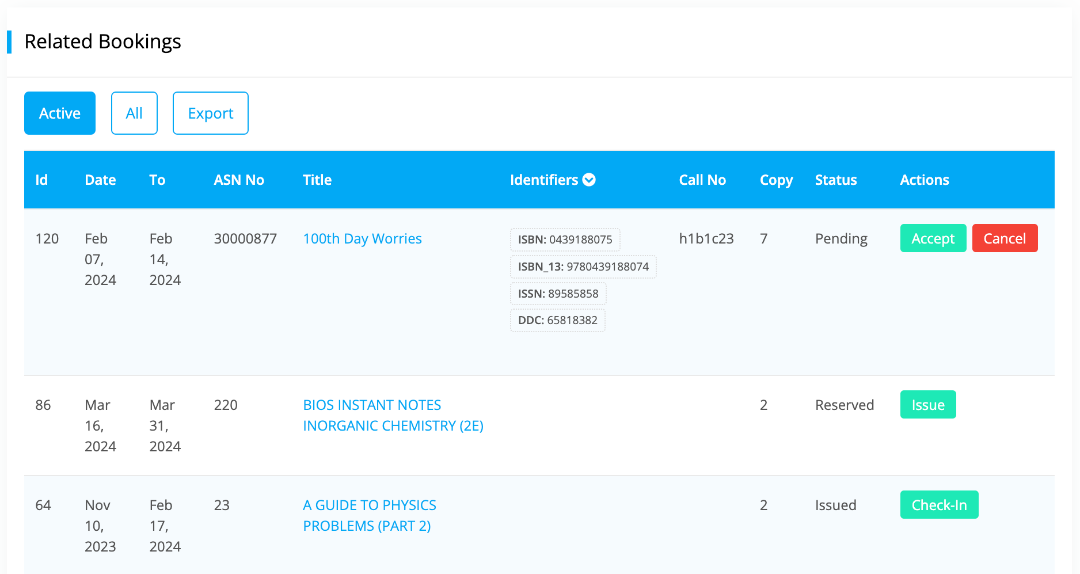 Related Bookings
Active All Export
Id Date To ASN No Title Identifiers Call No Copy Status Actions
120 Feb 07, 2024 Feb 14, 2024 30000877 100th Day Worries ISBN: 0439188075 h1b1c23 7 Pending Accept Cancel
ISBN_13: 9780439188074
ISSN: 89585858
DDC: 65818382
86 Mar 16, 2024 Mar 31, 2024 220 BIOS INSTANT NOTES INORGANIC CHEMISTRY (2E) 2 Reserved Issue
64 Nov 10, 2023 Feb 17, 2024 23 A GUIDE TO PHYSICS PROBLEMS (PART 2) 2 Issued Check-In